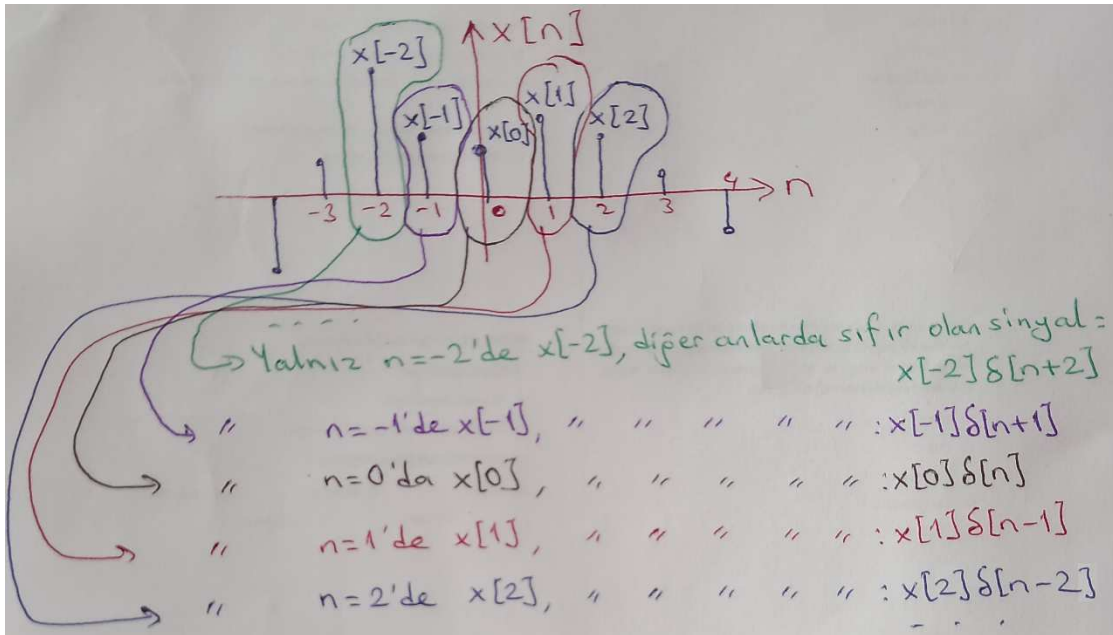 x[n]
x[-2]
x[-1]
x[0]
x[1]
x[2]
-3 -2 -1 0 1 2 3 4 n
Yalnız n=-2'de x[-2], diğer anlarda sıfır olan sinyal:
x[-2]δ[n+2]
" n=-1'de x[-1], " " " " " : x[-1]δ[n+1]
" n=0'da x[0], " " " " " : x[0]δ[n]
" n=1'de x[1], " " " " " : x[1]δ[n-1]
" n=2'de x[2], " " " " " : x[2]δ[n-2]